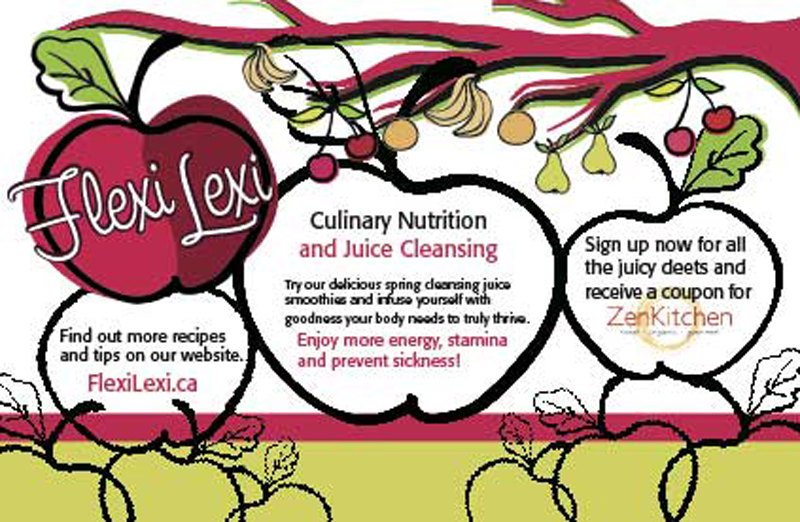 Flexi Lexi
Culinary Nutrition
and Juice Cleansing
Try our delicious spring cleansing juice
smoothies and infuse yourself with
goodness your body needs to truly thrive.
Enjoy more energy, stamina
and prevent sickness!
Find out more recipes
and tips on our website.
FlexiLexi.ca
Sign up now for all
the juicy deets and
receive a coupon for
ZenKitchen